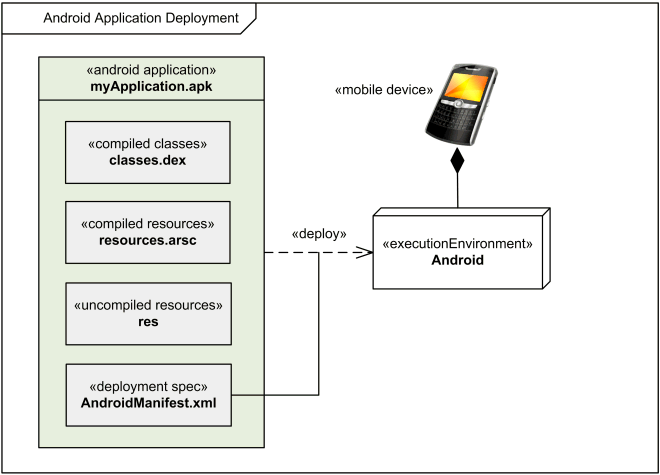 Android Application Deployment
«android application»
myApplication.apk
«mobile device»
«compiled classes»
classes.dex
«compiled resources»
resources.arsc
«deploy»
«executionEnvironment»
Android
«uncompiled resources»
res
«deployment spec»
AndroidManifest.xml